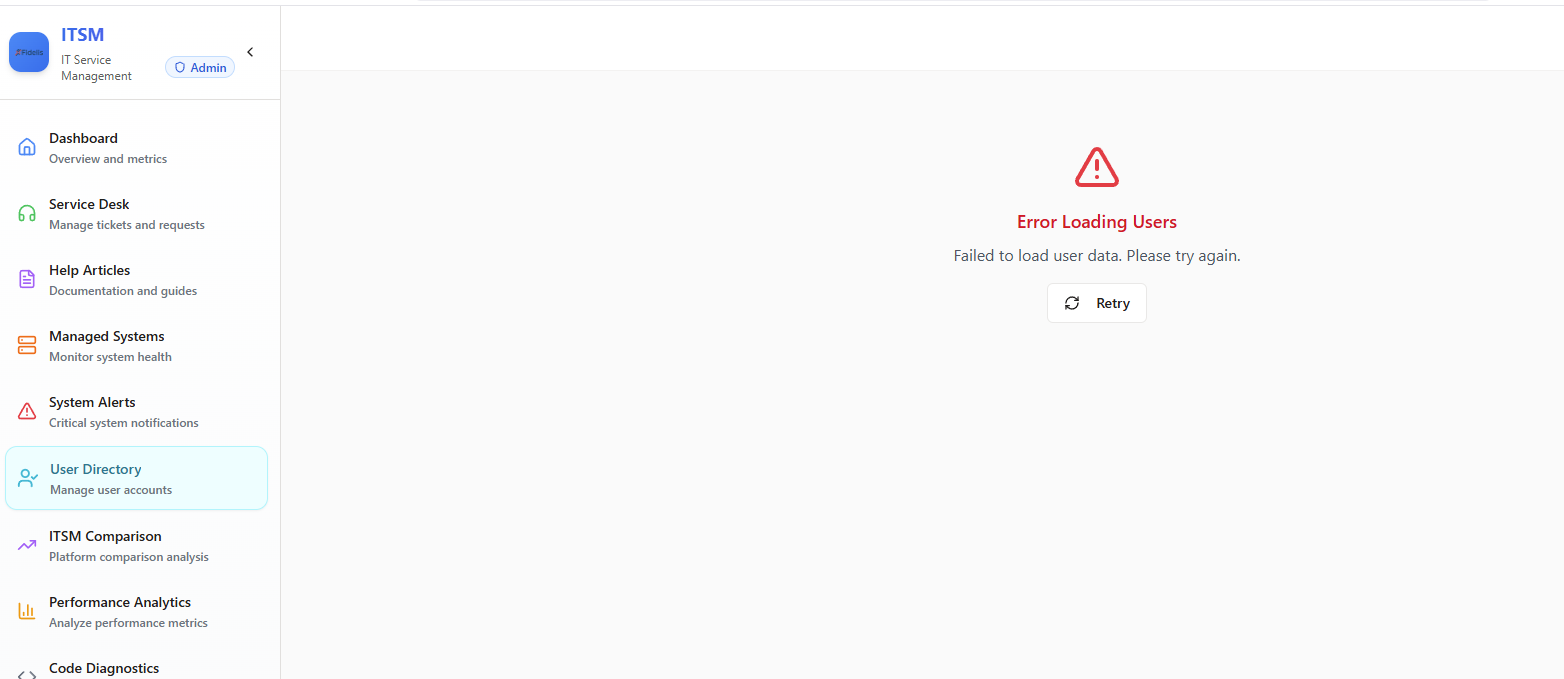 ITSM
IT Service
Management
Admin
Dashboard
Overview and metrics
Service Desk
Manage tickets and requests
Help Articles
Documentation and guides
Managed Systems
Monitor system health
System Alerts
Critical system notifications
User Directory
Manage user accounts
ITSM Comparison
Platform comparison analysis
Performance Analytics
Analyze performance metrics
Code Diagnostics
Error Loading Users
Failed to load user data. Please try again.
Retry